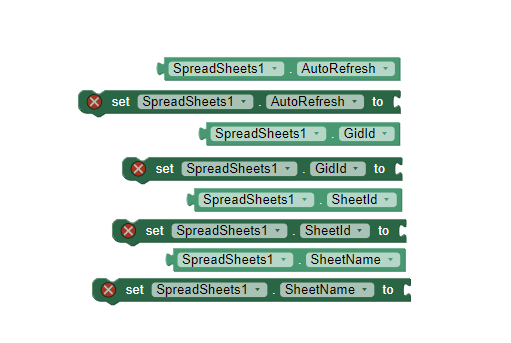 SpreadSheets1 . AutoRefresh
set SpreadSheets1 . AutoRefresh to
SpreadSheets1 . GidId
set SpreadSheets1 . GidId to
SpreadSheets1 . SheetId
set SpreadSheets1 . SheetId to
SpreadSheets1 . SheetName
set SpreadSheets1 . SheetName to